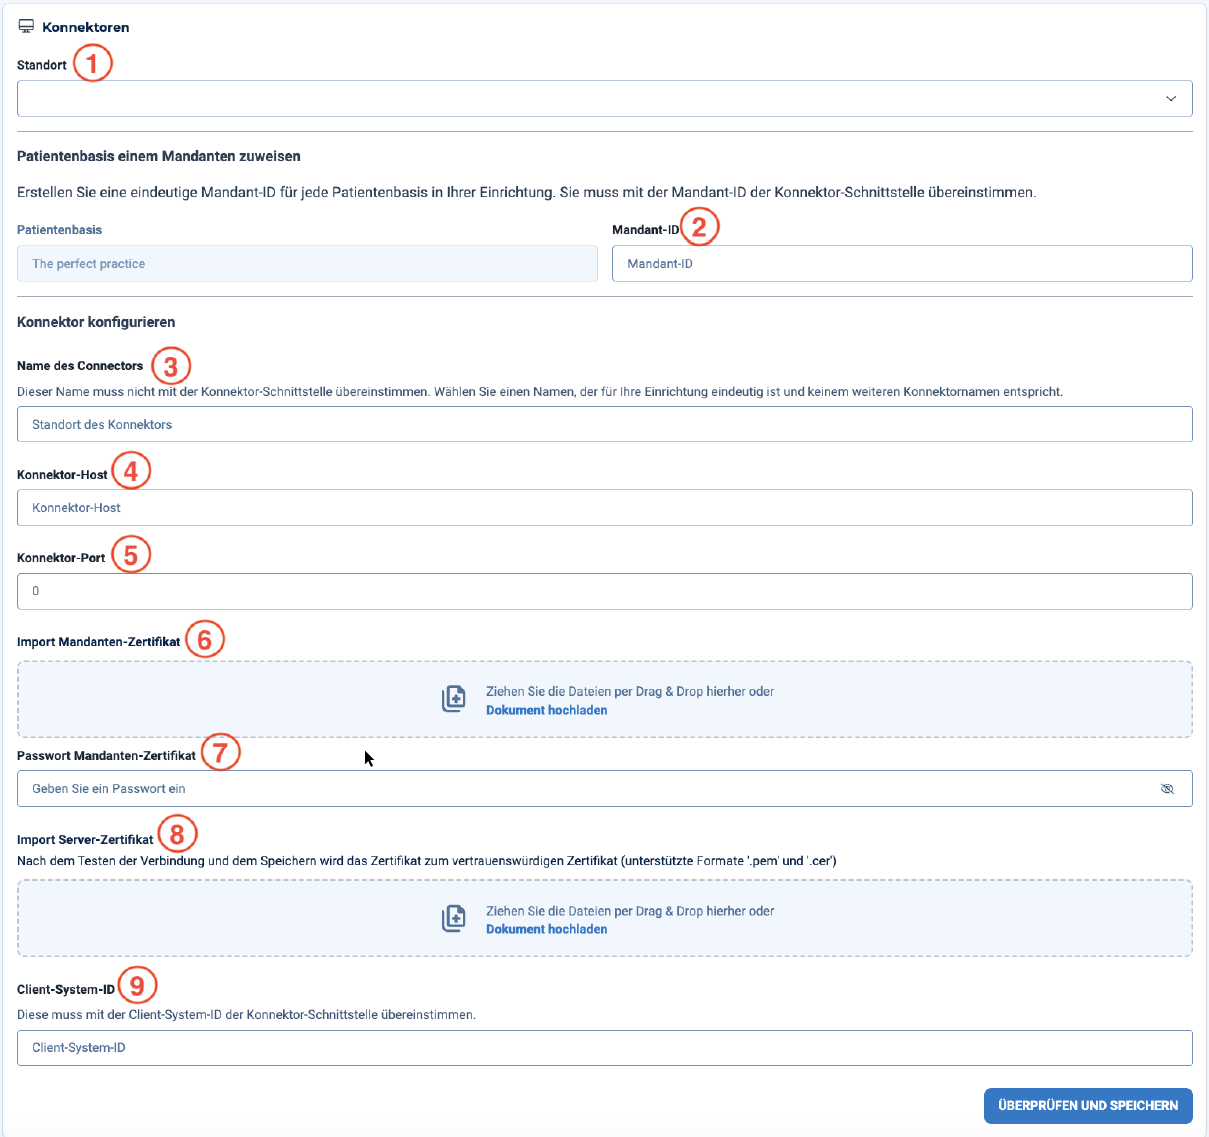 Konnektoren
Standort 1
Patientenbasis einem Mandanten zuweisen
Erstellen Sie eine eindeutige Mandant-ID für jede Patientenbasis in Ihrer Einrichtung. Sie muss mit der Mandant-ID der Konnektor-Schnittstelle übereinstimmen.
Patientenbasis
The perfect practice
Mandant-ID 2
Mandant-ID
Konnektor konfigurieren
Name des Connectors 3
Dieser Name muss nicht mit der Konnektor-Schnittstelle übereinstimmen. Wählen Sie einen Namen, der für Ihre Einrichtung eindeutig ist und keinem weiteren Konnektornamen entspricht.
Standort des Konnektors
Konnektor-Host 4
Konnektor-Host
Konnektor-Port 5
0
Import Mandanten-Zertifikat 6
Ziehen Sie die Dateien per Drag & Drop hierher oder
Dokument hochladen
Passwort Mandanten-Zertifikat 7
Geben Sie ein Passwort ein
Import Server-Zertifikat 8
Nach dem Testen der Verbindung und dem Speichern wird das Zertifikat zum vertrauenswürdigen Zertifikat (unterstützte Formate '.pem' und '.cer')
Ziehen Sie die Dateien per Drag & Drop hierher oder
Dokument hochladen
Client-System-ID 9
Diese muss mit der Client-System-ID der Konnektor-Schnittstelle übereinstimmen.
Client-System-ID
ÜBERPRÜFEN UND SPEICHERN